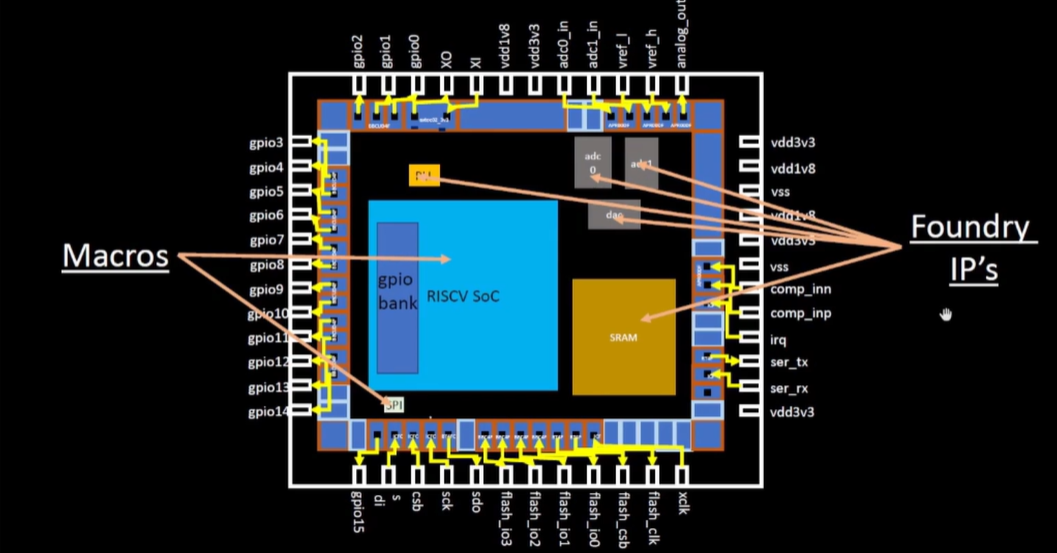 gpio2
gpio1
gpio0
XO
XI
vdd1v8
vdd3v3
adc0_in
adc1_in
vref_l
vref_h
analog_out
gpio3
gpio4
gpio5
gpio6
gpio7
gpio8
gpio9
gpio10
gpio11
gpio12
gpio13
gpio14
Macros
adc
0
adc1
dac
PLL
gpio
bank
RISCV SoC
SRAM
SPI
vdd3v3
vdd1v8
vss
vdd1v8
vdd3v3
vss
comp_inn
comp_inp
irq
ser_tx
ser_rx
vdd3v3
Foundry
IP's
gpio15
di
s
csb
sck
sdo
flash_io3
flash_io2
flash_io1
flash_io0
flash_csb
flash_clk
xclk